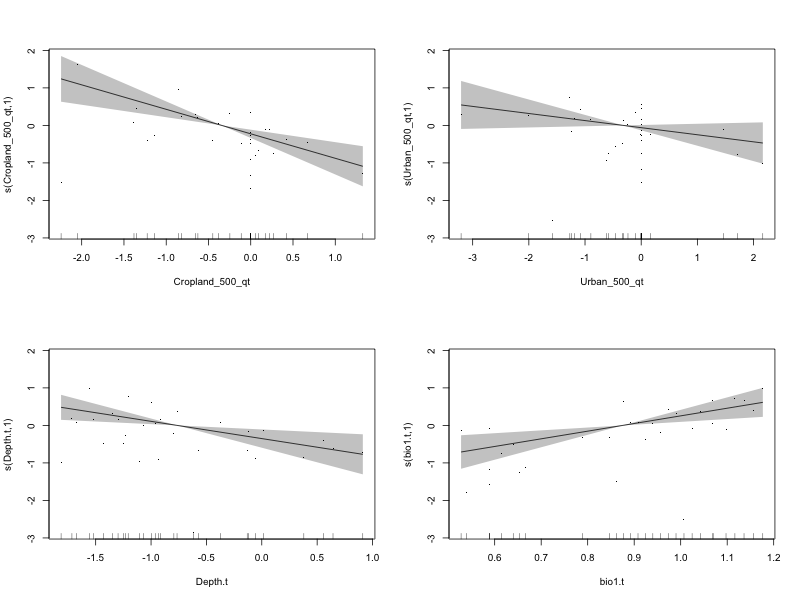 s(Cropland_500_qt,1)
2
1
0
-1
-2
-3
-2.0 -1.5 -1.0 -0.5 0.0 0.5 1.0
Cropland_500_qt
s(Urban_500_qt,1)
2
1
0
-1
-2
-3
-3 -2 -1 0 1 2
Urban_500_qt
s(Depth.t,1)
2
1
0
-1
-2
-3
-1.5 -1.0 -0.5 0.0 0.5 1.0
Depth.t
s(bio1.t,1)
2
1
0
-1
-2
-3
0.6 0.7 0.8 0.9 1.0 1.1 1.2
bio1.t